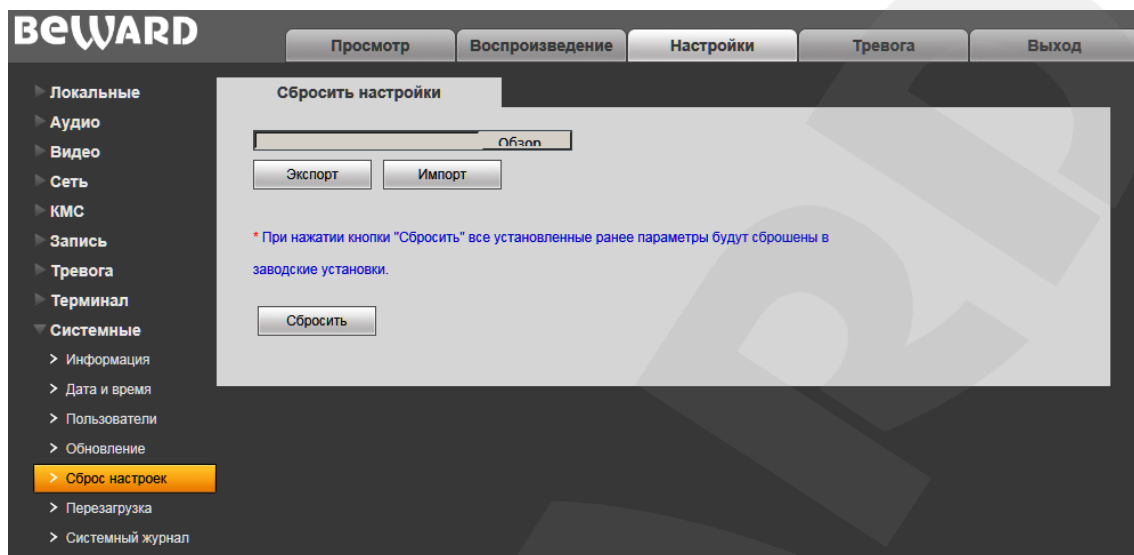 BEWARD
Просмотр
Воспроизведение
Настройки
Тревога
Выход
Локальные
Аудио
Видео
Сеть
КМС
Запись
Тревога
Терминал
Системные
Информация
Дата и время
Пользователи
Обновление
Сброс настроек
Перезагрузка
Системный журнал
Сбросить настройки
Обзор
Экспорт
Импорт
* При нажатии кнопки "Сбросить" все установленные ранее параметры будут сброшены в
заводские установки.
Сбросить